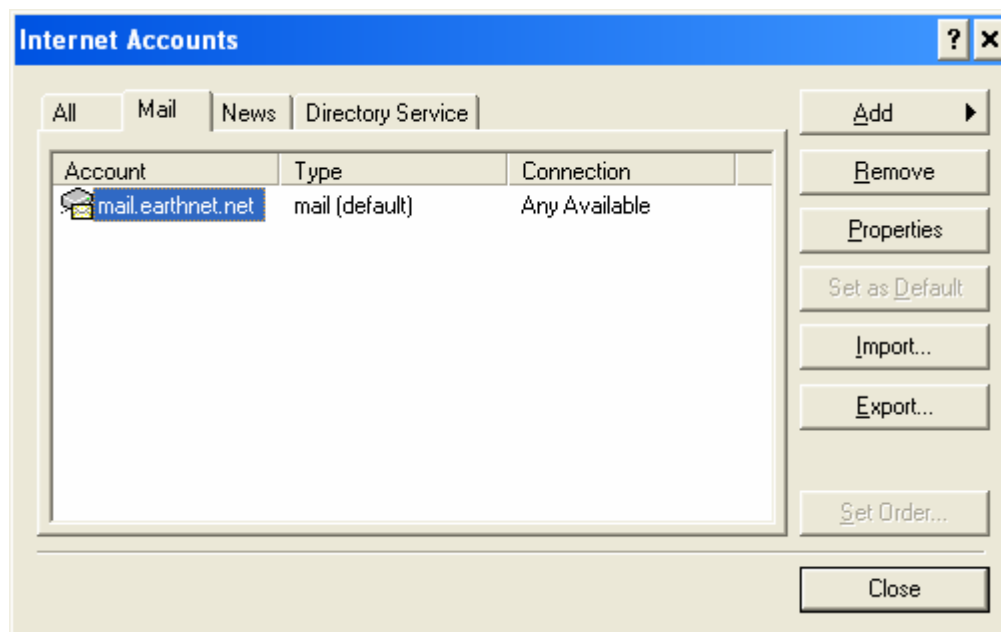 Internet Accounts
?
All Mail News Directory Service
Account Type Connection
mail.earthnet.net mail (default) Any Available
Add
Remove
Properties
Set as Default
Import...
Export...
Set Order...
Close